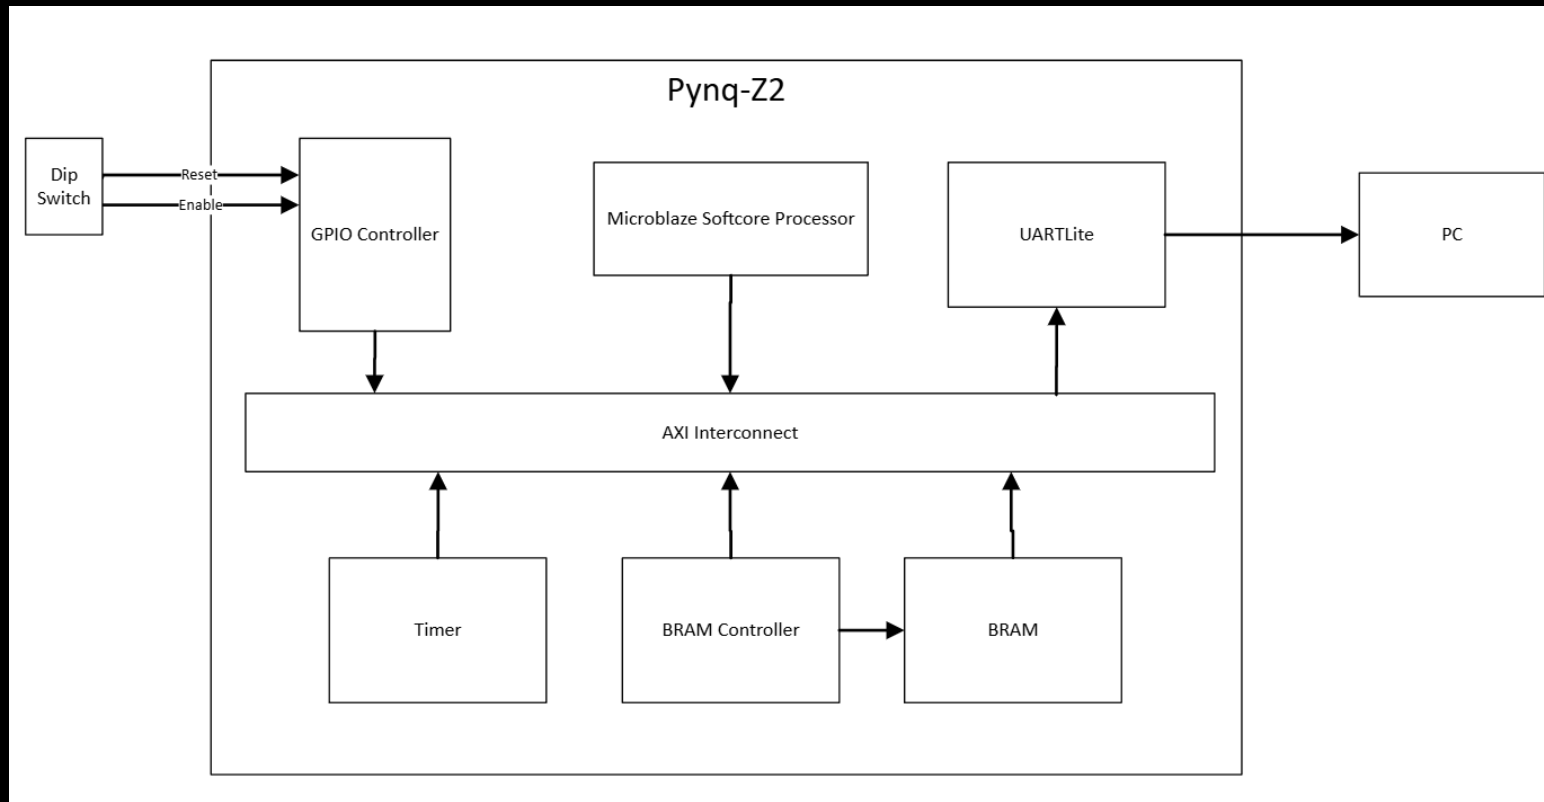 Pynq-Z2
Dip
Switch
Reset
Enable
GPIO Controller
Microblaze Softcore Processor
UARTLite
PC
AXI Interconnect
Timer
BRAM Controller
BRAM